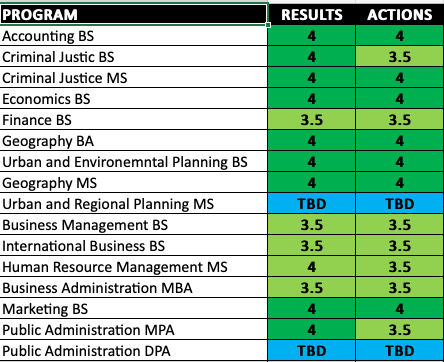 PROGRAM RESULTS ACTIONS
Accounting BS 4 4
Criminal Justic BS 4 3.5
Criminal Justice MS 4 4
Economics BS 4 4
Finance BS 3.5 3.5
Geography BA 4 4
Urban and Environemntal Planning BS 4 4
Geography MS 4 4
Urban and Regional Planning MS TBD TBD
Business Management BS 3.5 3.5
International Business BS 3.5 3.5
Human Resource Management MS 4 3.5
Business Administration MBA 3.5 3.5
Marketing BS 4 4
Public Administration MPA 4 3.5
Public Administration DPA TBD TBD